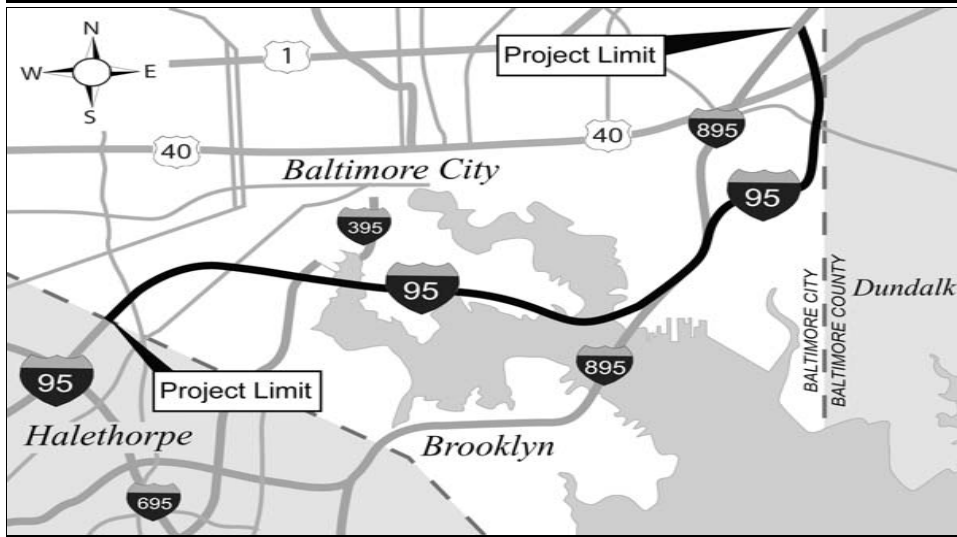 N
W E
S
1
Project Limit
40
40
895
Baltimore City
95
395
95
BALTIMORE CITY
BALTIMORE COUNTY
Dundalk
895
95
Project Limit
Halethorpe
Brooklyn
695